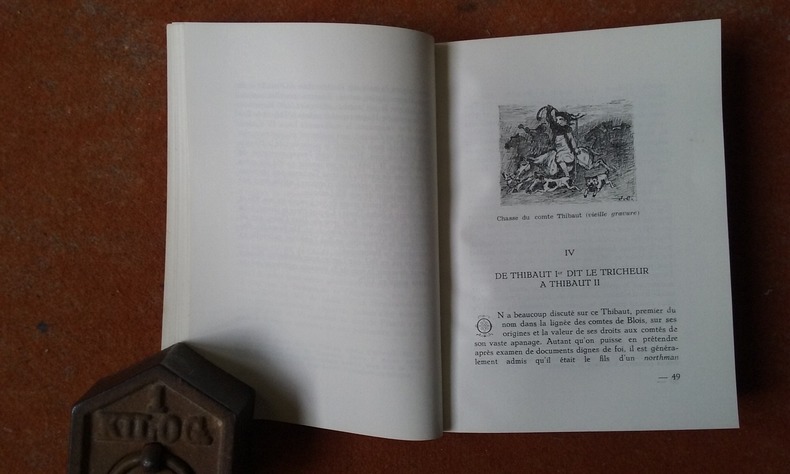 Chasse du comte Thibaut (vieille gravure)
IV
DE THIBAUT Ier DIT LE TRICHEUR
A THIBAUT II
ON a beaucoup discuté sur ce Thibaut, premier du
nom dans la lignée des comtes de Blois, sur ses
origines et la valeur de ses droits aux comtés de
son vaste apanage. Autant qu'on puisse en prétendre
après examen de documents dignes de foi, il est généra-
lement admis qu'il était le fils d'un northman
— 49
1
KILOG.